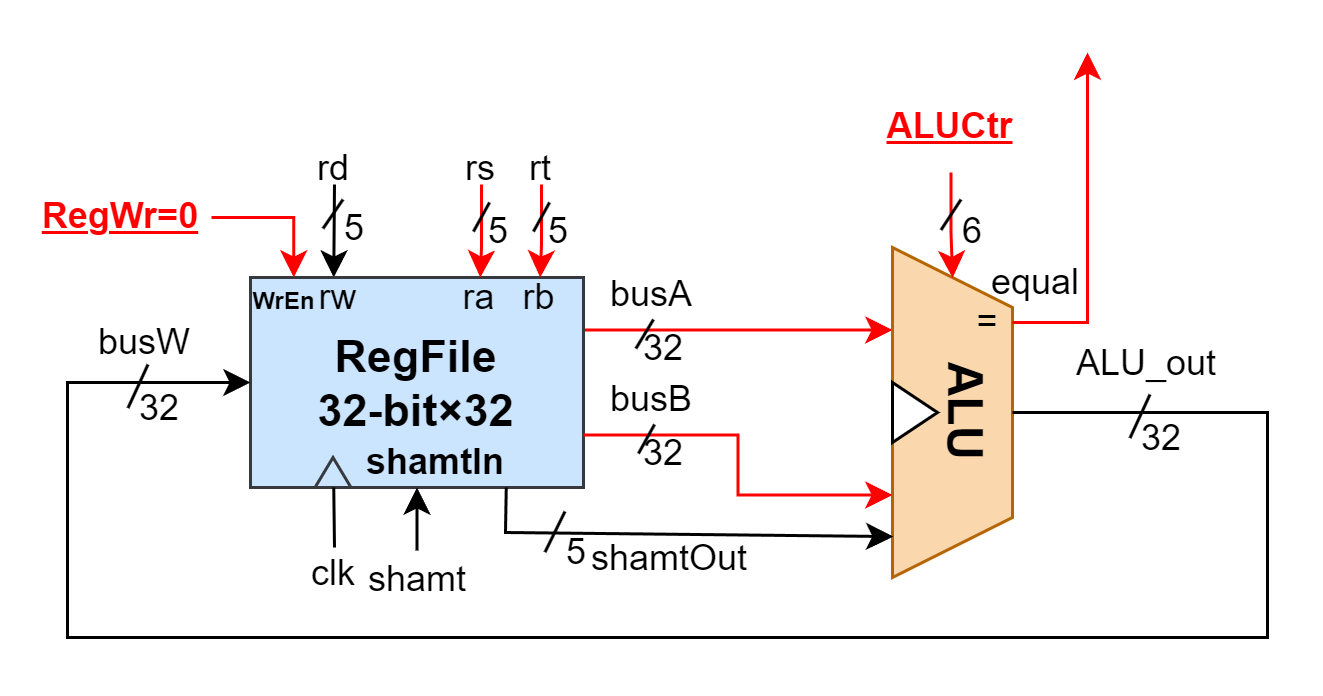 ALUCtr
rd
rs
rt
RegWr=0
5
5
5
6
WrEn
rw
ra
rb
busA
equal
=
busW
32
RegFile
32
ALU_out
32-bit×32
busB
ALU
32
32
32
shamtIn
5
shamtOut
clk
shamt